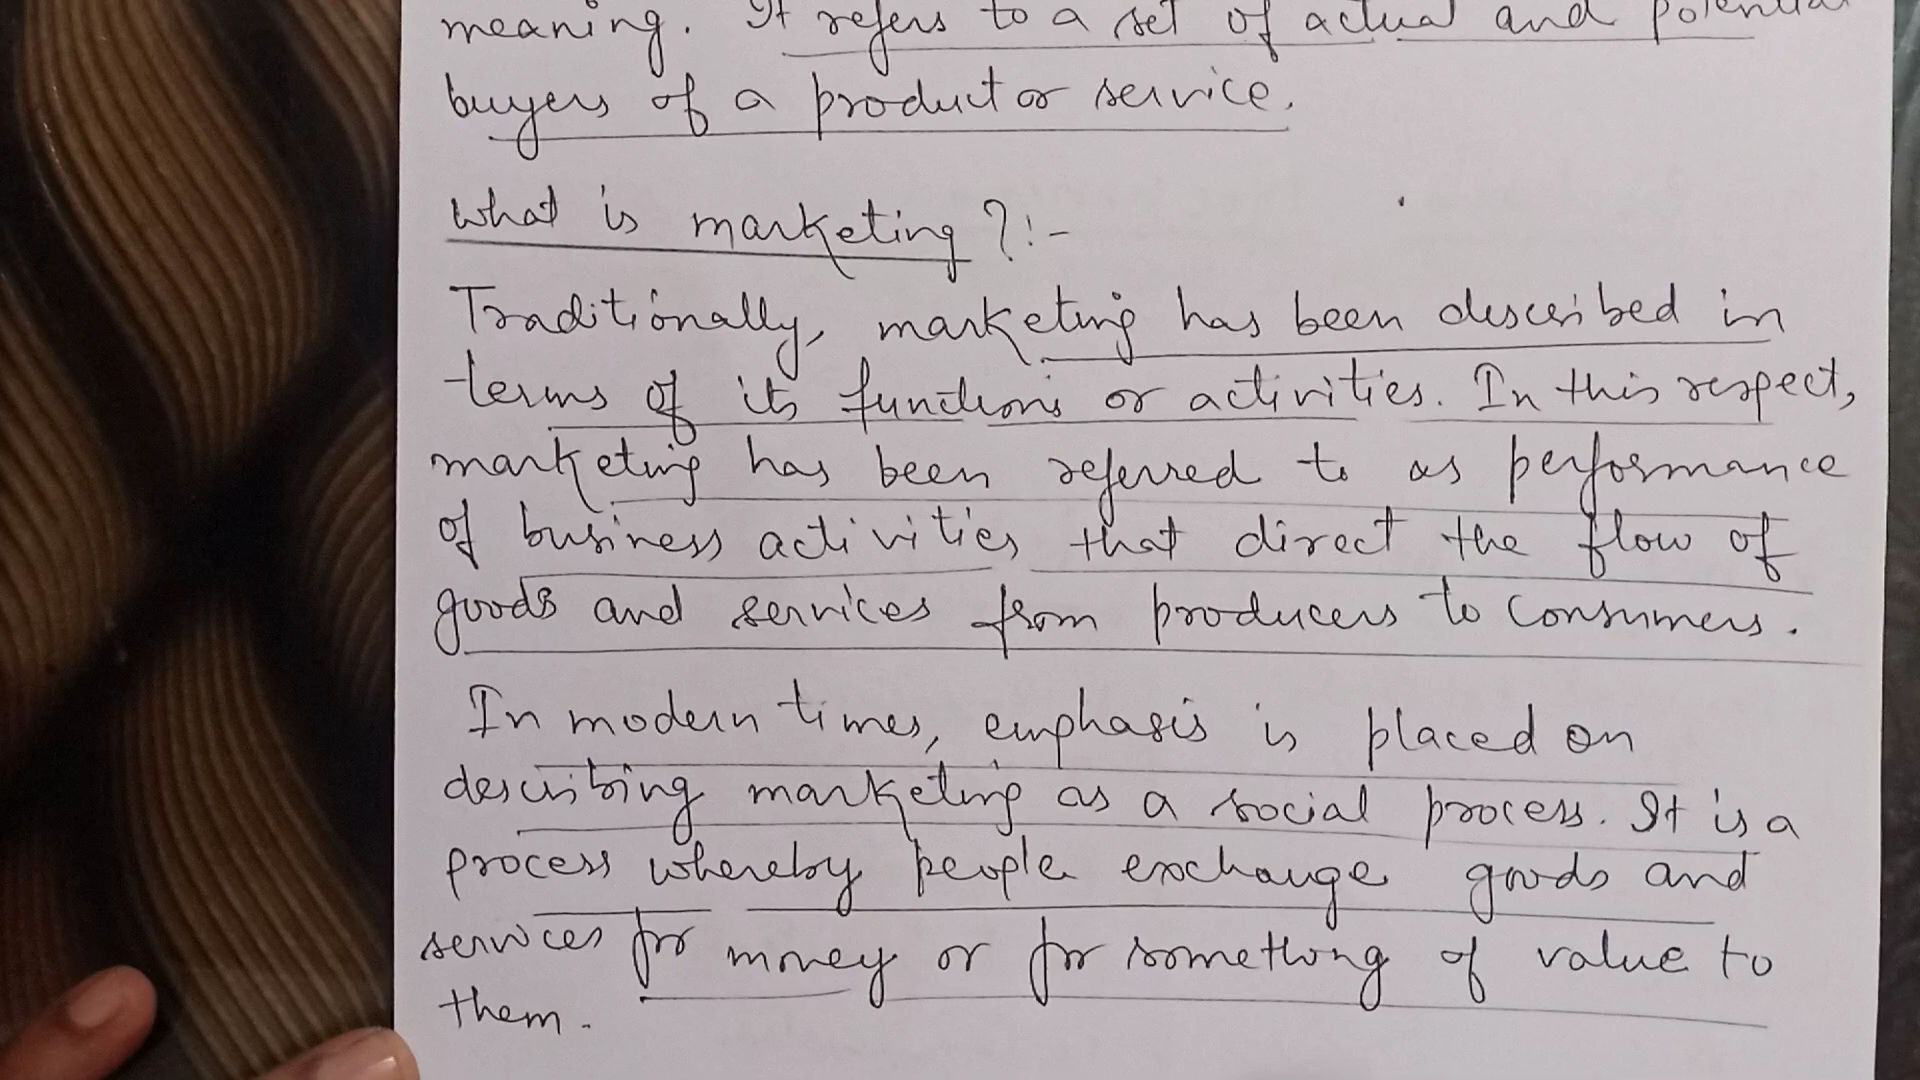 meaning. It refers to a set of actual and potential
buyers of a product or service.
What is marketing ?:-
Traditionally, marketing has been described in
terms of its functions or activities. In this respect,
marketing has been referred to as performance
of business activities that direct the flow of
goods and services from producers to consumers.
In modern times, emphasis is placed on
describing marketing as a social process. It is a
process whereby people exchange goods and
services for money or for something of value to
them.